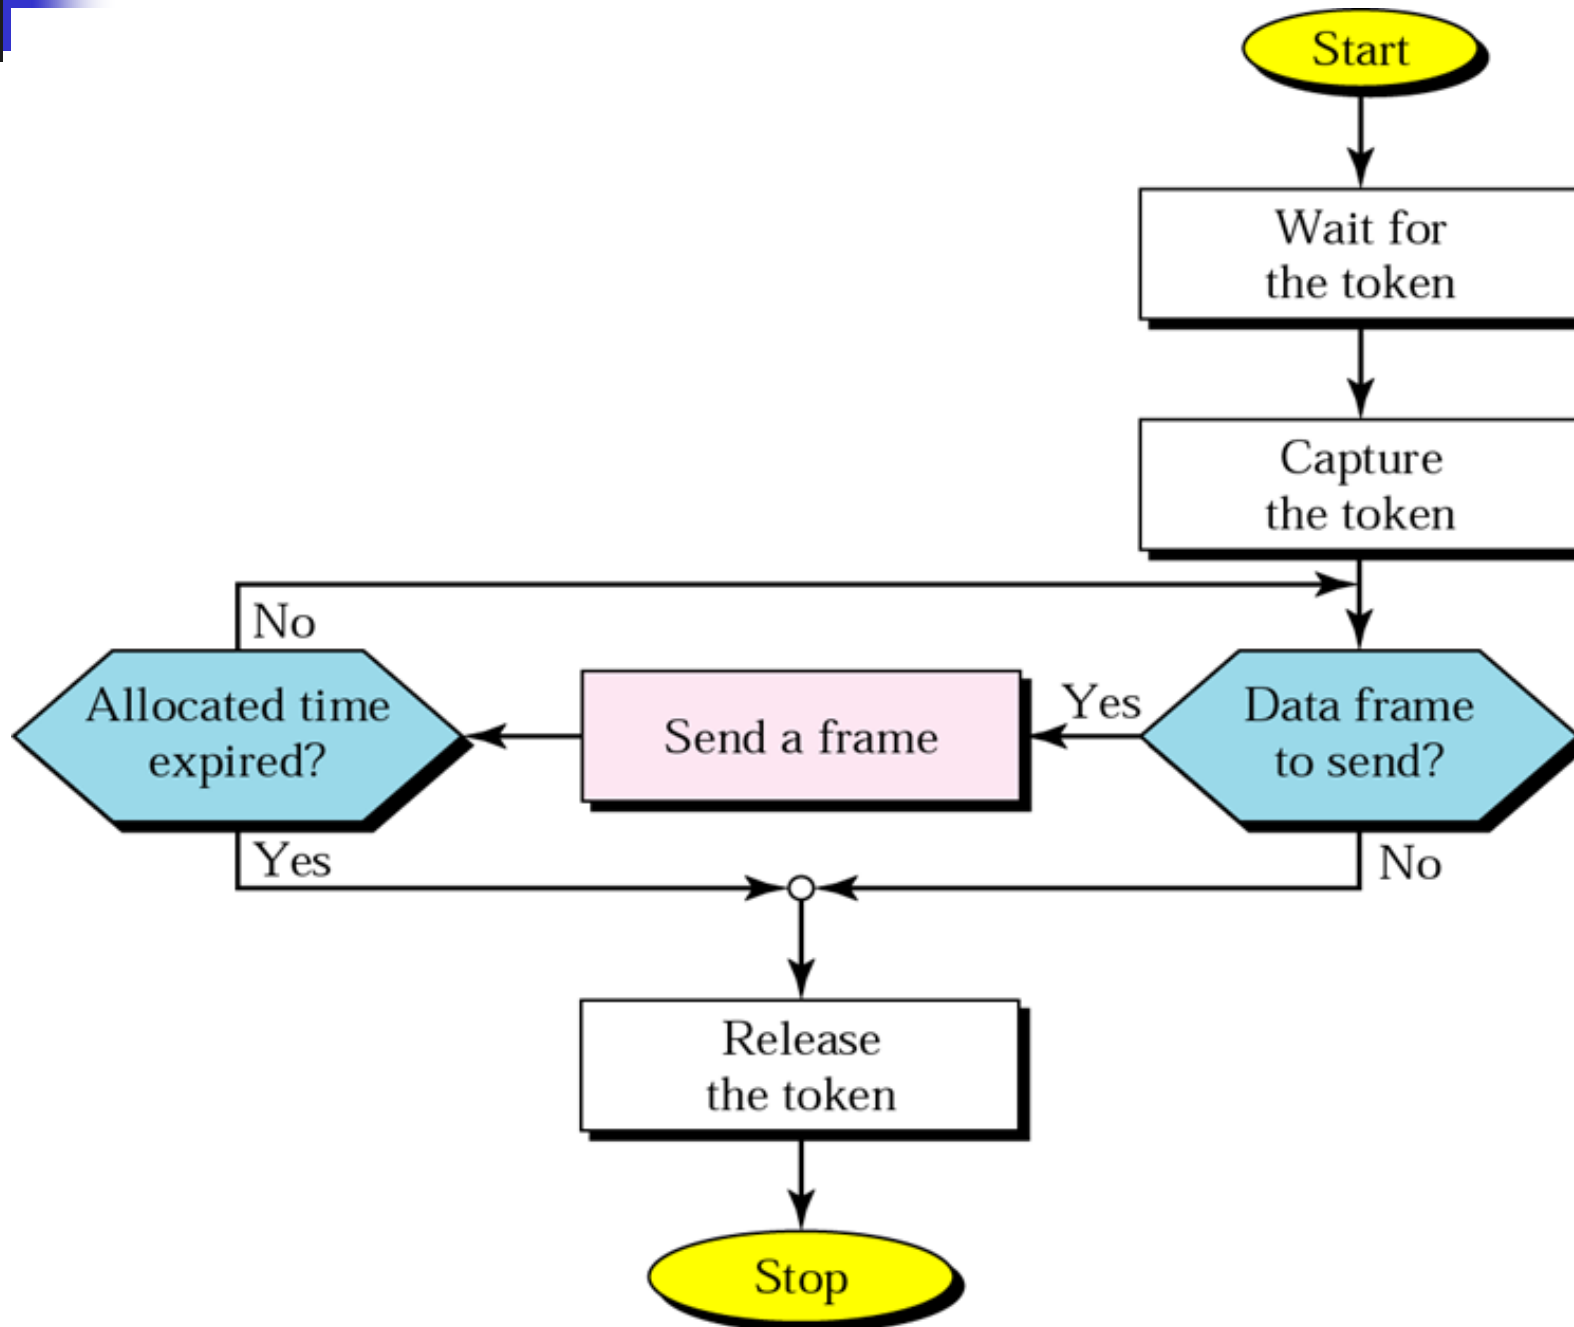 Start
Wait for
the token
Capture
the token
No
Allocated time
expired?
Send a frame
Yes
Data frame
to send?
Yes
No
Release
the token
Stop